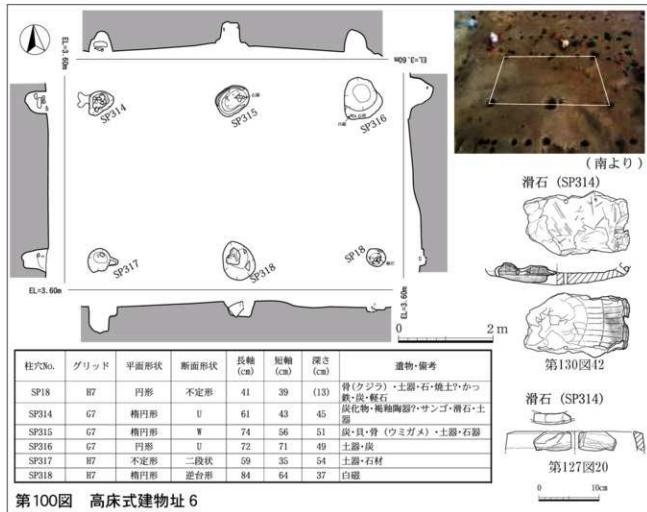 EL=3.60m
EL=3.60m
SP314
SP315
SP316
SP317
SP318
SP18
EL=3.60m
EL=3.60m
0 2 m
(南より)
滑石 (SP314)
第130図42
滑石 (SP314)
第127図20
0 10cm
柱穴No. グリッド 平面形状 断面形状 長軸(cm) 短軸(cm) 深さ(cm) 遺物・備考
SP18 H7 円形 不定形 41 39 (13) 骨(クジラ)・土器・石・焼土?・かっ鉄・炭・軽石
SP314 G7 楕円形 U 61 43 45 炭化物・褐釉陶器?・サンゴ・滑石・土器
SP315 G7 楕円形 W 74 56 51 炭・貝・骨(ウミガメ)・土器・石器
SP316 G7 円形 U 72 71 49 土器・炭
SP317 H7 不定形 二段状 59 35 54 土器・石材
SP318 H7 楕円形 逆台形 84 64 37 白磁
第100図 高床式建物址6